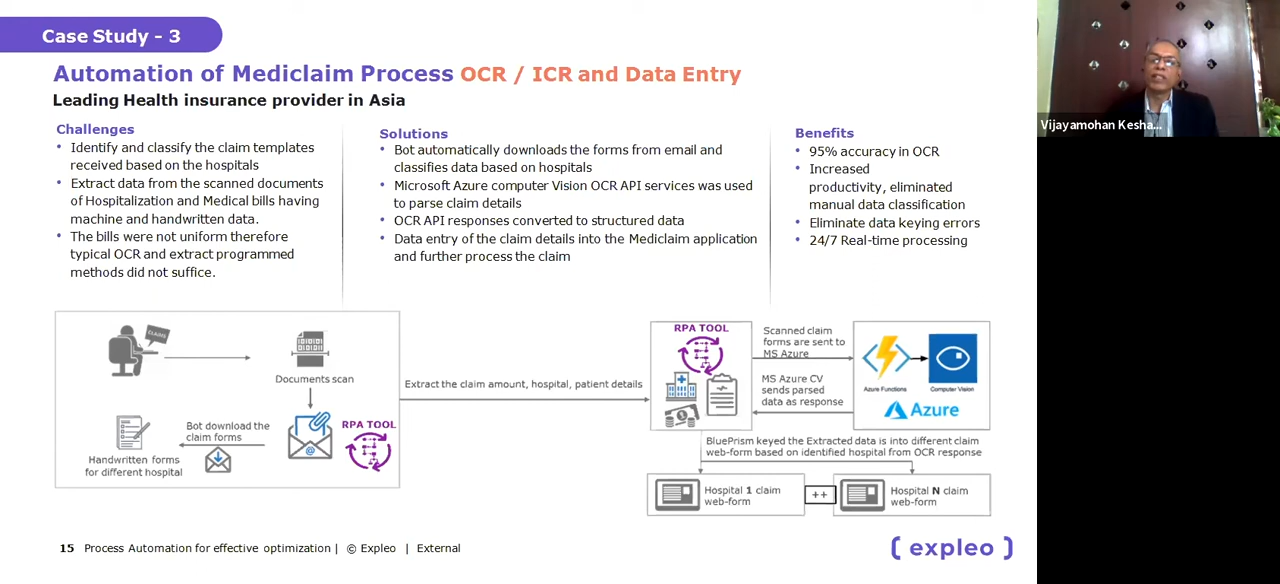 Case Study - 3
Automation of Mediclaim Process OCR / ICR and Data Entry
Leading Health insurance provider in Asia
Challenges
• Identify and classify the claim templates
received based on the hospitals
• Extract data from the scanned documents
of Hospitalization and Medical bills having
machine and handwritten data.
• The bills were not uniform therefore
typical OCR and extract programmed
methods did not suffice.
Solutions
• Bot automatically downloads the forms from email and
classifies data based on hospitals
• Microsoft Azure computer Vision OCR API services was used
to parse claim details
• OCR API responses converted to structured data
• Data entry of the claim details into the Mediclaim application
and further process the claim
Benefits
• 95% accuracy in OCR
• Increased
productivity, eliminated
manual data classification
• Eliminate data keying errors
• 24/7 Real-time processing
CLAIMS
Documents scan
Bot download the
claim forms
@
RPA TOOL
Handwritten forms
for different hospital
Extract the claim amount, hospital, patient details
RPA TOOL
Scanned claim
forms are sent to
MS Azure
MS Azure CV
sends parsed
data as response
Azure Functions
Computer Vision
Azure
BluePrism keyed the Extracted data is into different claim
web-form based on identified hospital from OCR response
Hospital 1 claim
web-form
++
Hospital N claim
web-form
15 Process Automation for effective optimization | © Expleo | External
( expleo )
Vijayamohan Kesha...